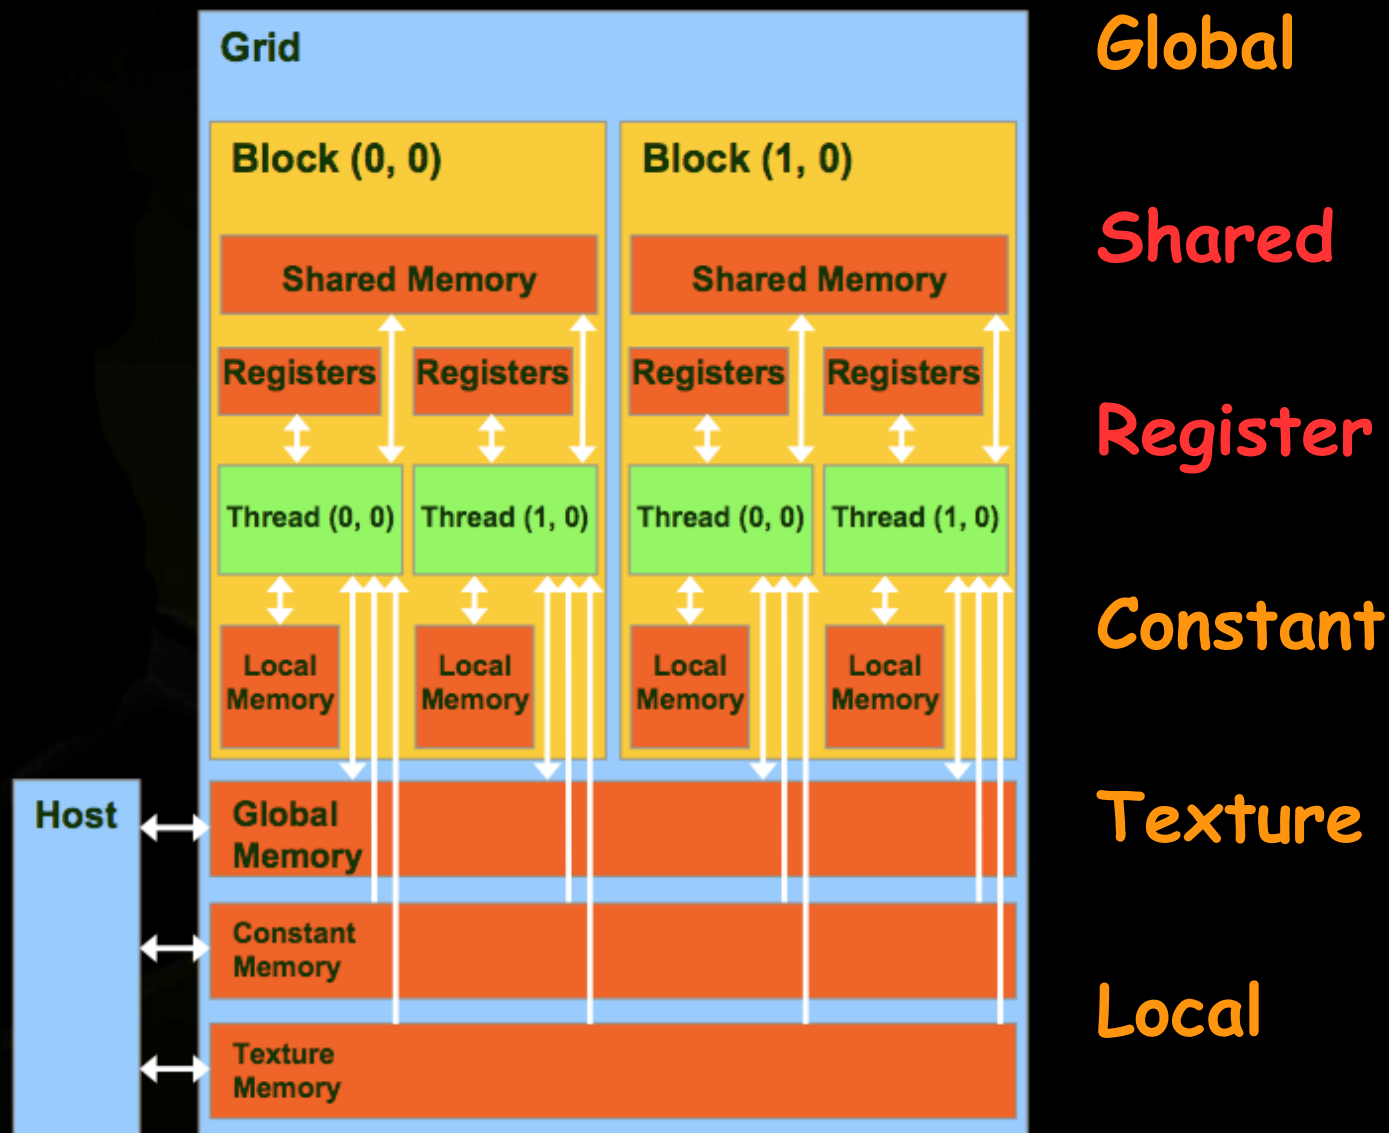 Grid
Block (0, 0)
Block (1, 0)
Shared Memory
Shared Memory
Registers
Registers
Registers
Registers
Thread (0, 0)
Thread (1, 0)
Thread (0, 0)
Thread (1, 0)
Local
Memory
Local
Memory
Local
Memory
Local
Memory
Host
Global
Memory
Constant
Memory
Texture
Memory
Global
Shared
Register
Constant
Texture
Local